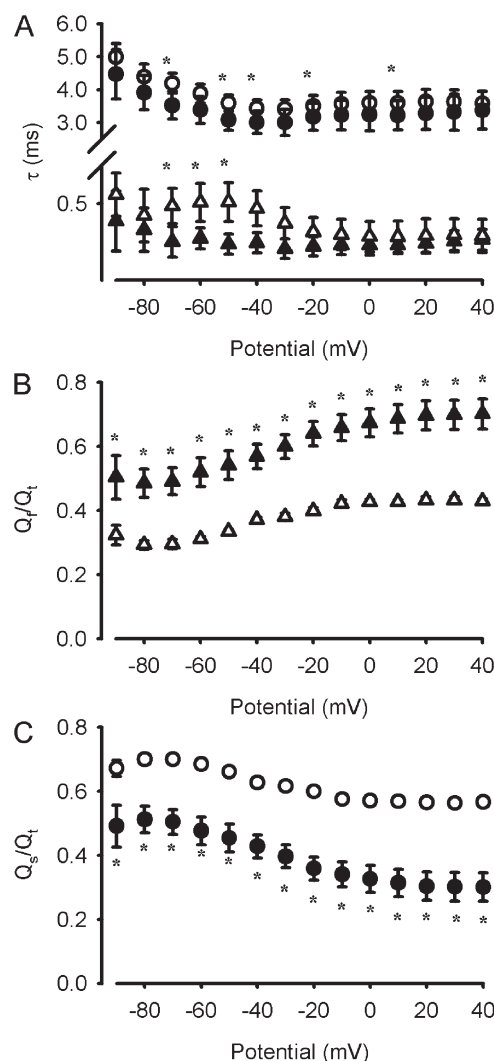 A
6.0
5.0
4.0
3.0
0.5
τ (ms)
* * * * *
* * *
-80 -60 -40 -20 0 20 40
Potential (mV)
B
0.8
0.6
0.4
0.2
0.0
Qf/Qt
* * * * * * * * * * * * * *
-80 -60 -40 -20 0 20 40
Potential (mV)
C
0.8
0.6
0.4
0.2
0.0
Qs/Qt
* * * * * * * * * * * * * *
-80 -60 -40 -20 0 20 40
Potential (mV)